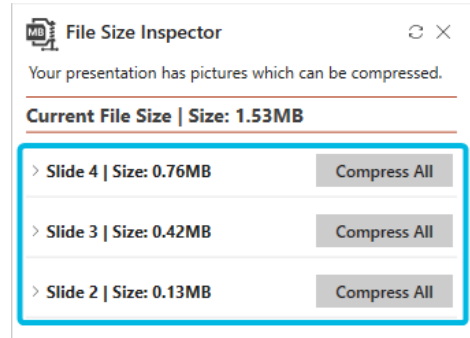 MB
File Size Inspector
Your presentation has pictures which can be compressed.
Current File Size | Size: 1.53MB
Slide 4 | Size: 0.76MB Compress All
Slide 3 | Size: 0.42MB Compress All
Slide 2 | Size: 0.13MB Compress All